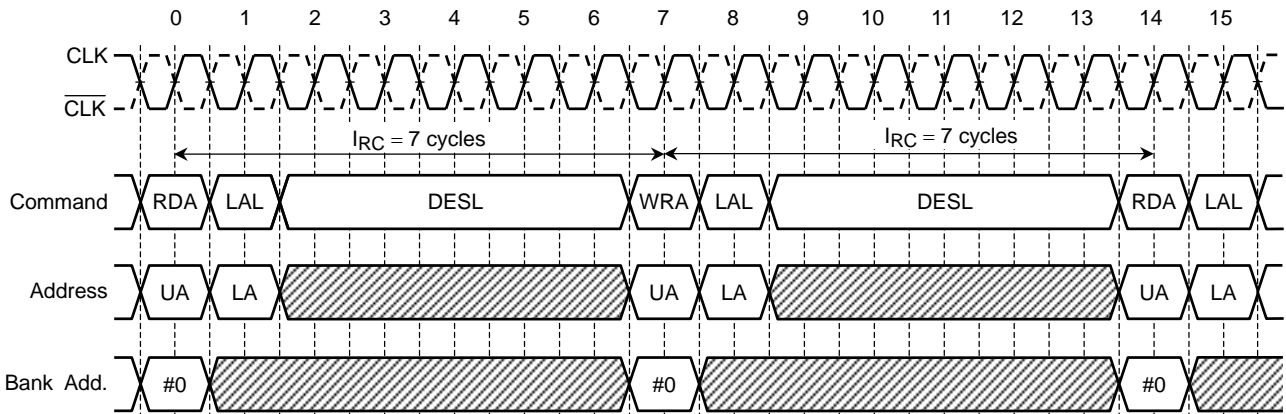 0 1 2 3 4 5 6 7 8 9 10 11 12 13 14 15
CLK
CLK
IRC = 7 cycles IRC = 7 cycles
Command RDA LAL DESL WRA LAL DESL RDA LAL
Address UA LA UA LA UA LA
Bank Add. #0 #0 #0